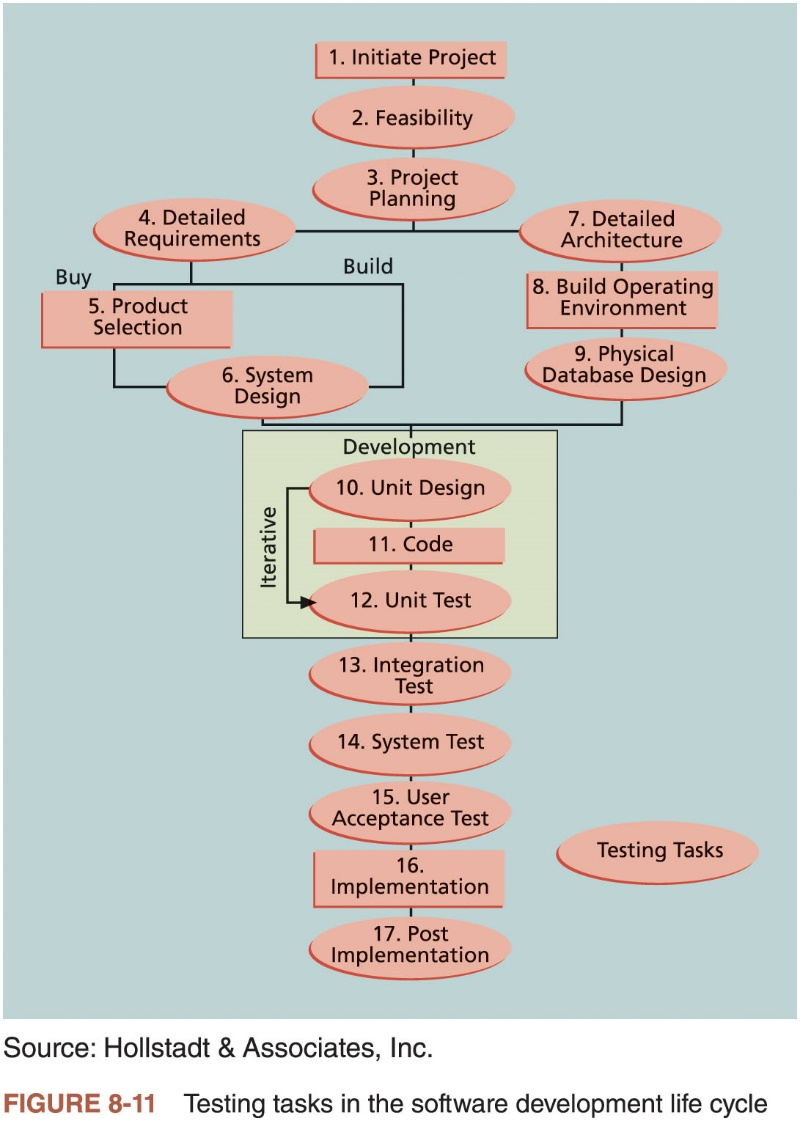 1. Initiate Project
2. Feasibility
3. Project
Planning
4. Detailed
Requirements
7. Detailed
Architecture
Buy
Build
5. Product
Selection
8. Build Operating
Environment
6. System
Design
9. Physical
Database Design
Development
Iterative
10. Unit Design
11. Code
12. Unit Test
13. Integration
Test
14. System Test
15. User
Acceptance Test
Testing Tasks
16.
Implementation
17. Post
Implementation
Source: Hollstadt & Associates, Inc.
FIGURE 8-11 Testing tasks in the software development life cycle